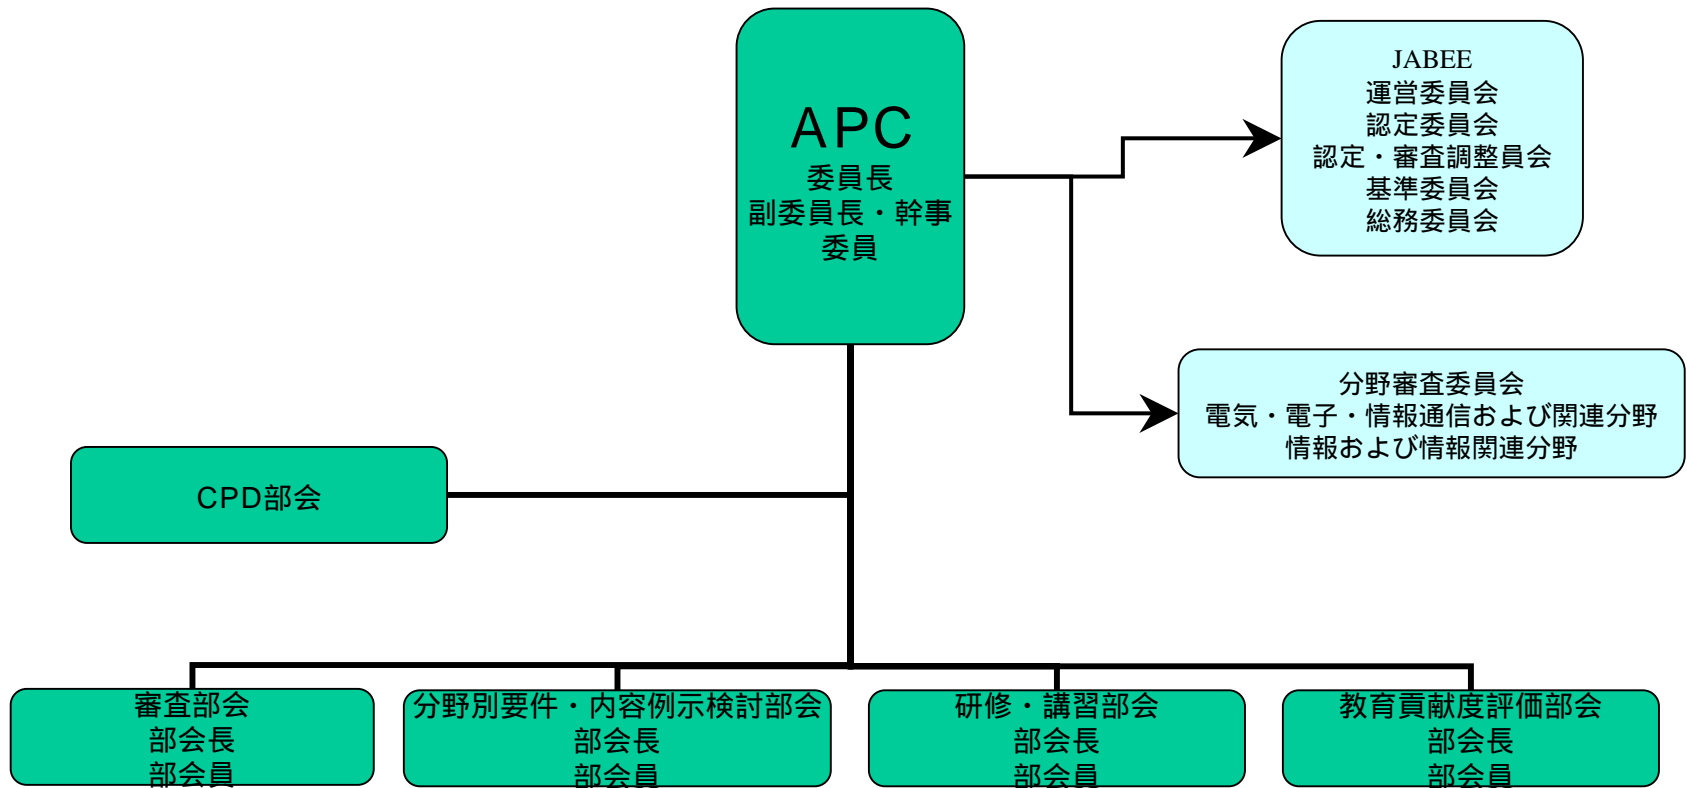 APC
委員長
副委員長・幹事
委員
JABEE
運営委員会
認定委員会
認定・審査調整員会
基準委員会
総務委員会
分野審査委員会
電気・電子・情報通信および関連分野
情報および情報関連分野
CPD部会
審査部会
部会長
部会員
分野別要件・内容例示検討部会
部会長
部会員
研修・講習部会
部会長
部会員
教育貢献度評価部会
部会長
部会員